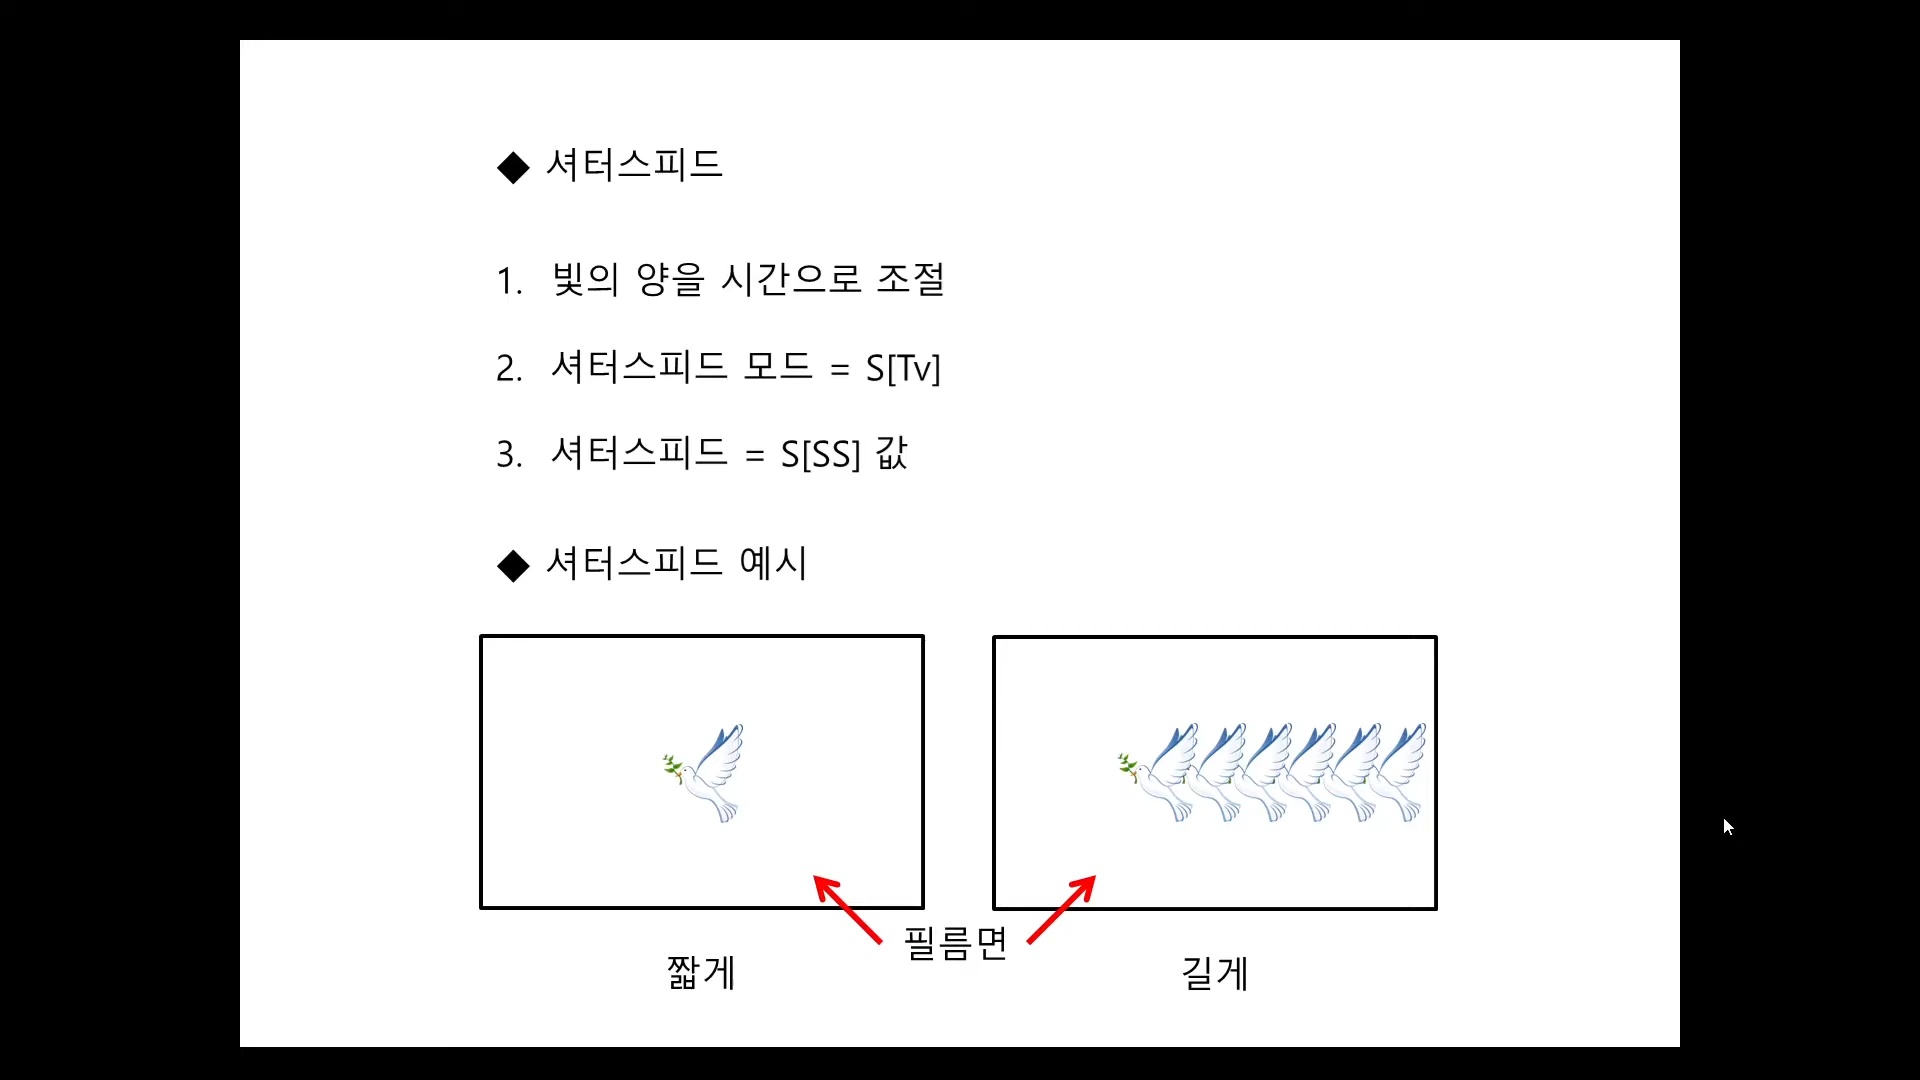 ◆ 셔터스피드
1. 빛의 양을 시간으로 조절
2. 셔터스피드 모드 = S[Tv]
3. 셔터스피드 = S[SS] 값
◆ 셔터스피드 예시
필름면
짧게
길게